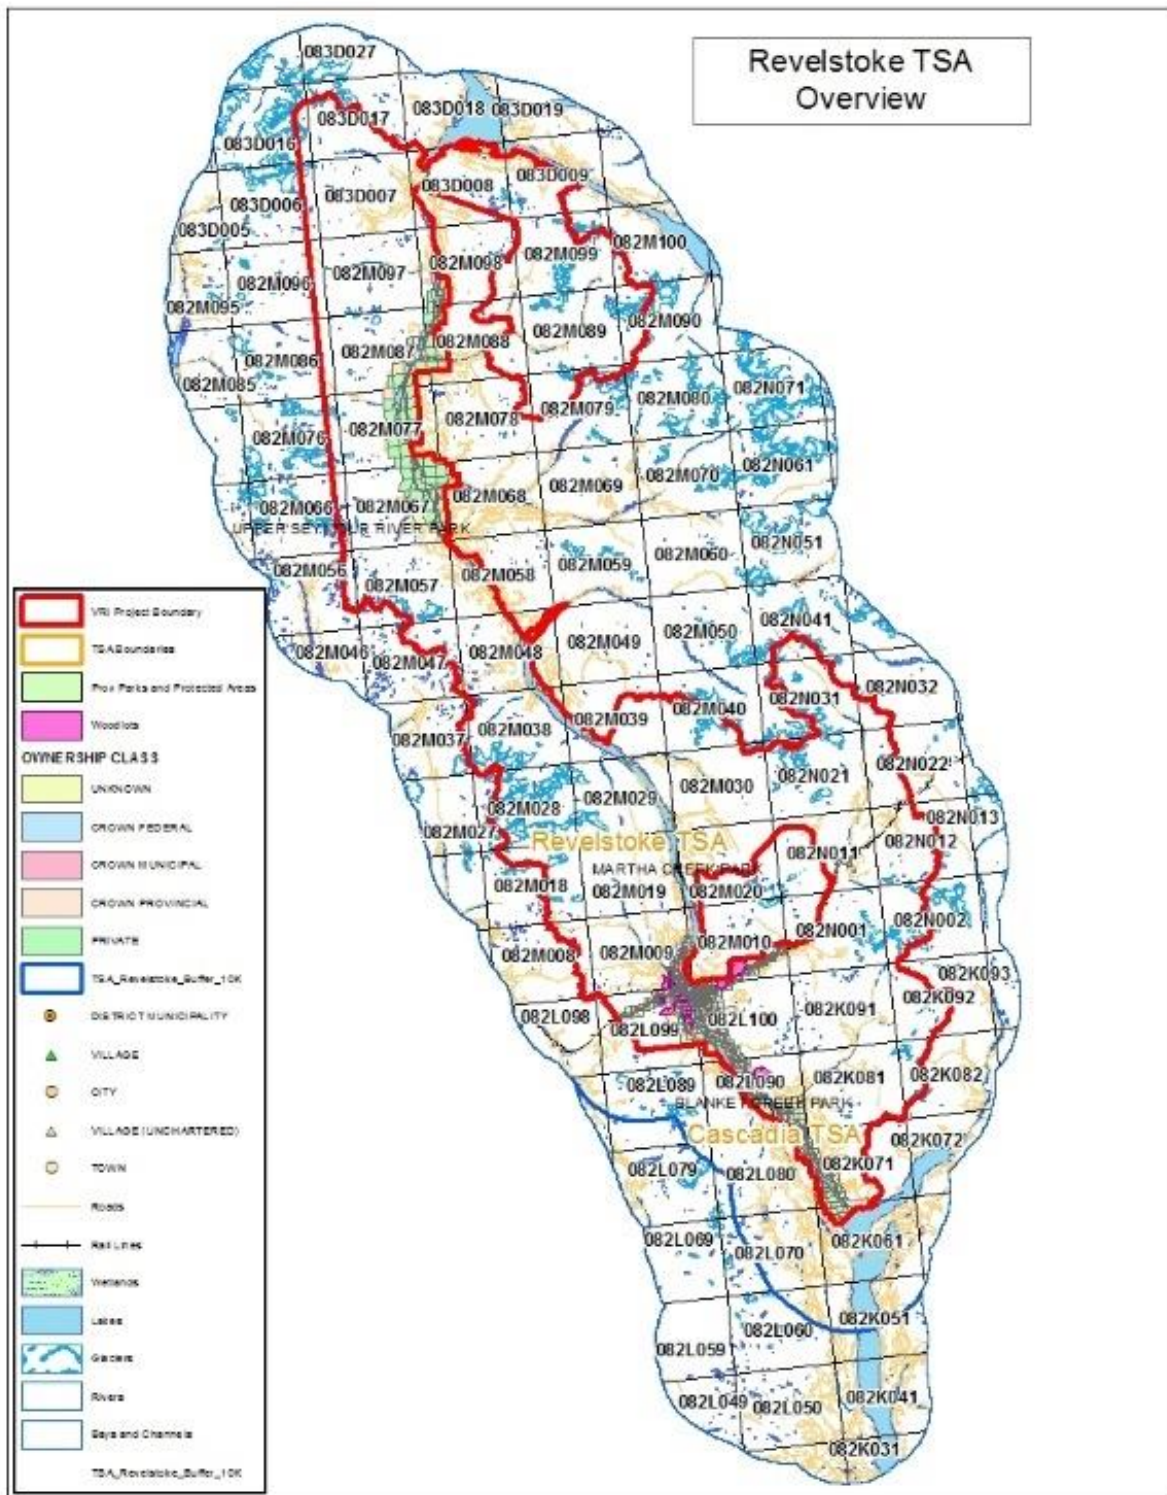 Revelstoke TSA
Overview
083D027
083D017
083D018
083D019
083D016
083D007
083D008
083D009
083D006
083D005
082M100
082M099
082M098
082M097
082M096
082M095
082M090
082M089
082M088
082M087
082M086
082M085
082N071
082M080
082M079
082M078
082M077
082M076
082N061
082M070
082M069
082M068
082M067
082M066
UPPER SEYMOUR RIVER PARK
082N051
082M060
082M059
082M058
082M057
082M056
082N041
082M050
082M049
082M048
082M047
082M046
082N032
082N031
082M040
082M039
082M038
082M037
082N022
082N021
082M030
082M029
082M028
082M027
082N013
082N012
082N011
Revelstoke TSA
MARTHA CREEK PARK
082M020
082M019
082M018
082N002
082N001
082M010
082M009
082M008
082K093
082K092
082K091
082L100
082L099
082L098
082K082
082K081
082L090
082L089
BLANKET CREEK PARK
Cascadia TSA
082K072
082K071
082L080
082L079
082K061
082L070
082L069
082K051
082L060
082L059
082K041
082L050
082L049
082K031
VRI Project Boundary
TSA Boundaries
Prov Parks and Protected Areas
Woodlots
OWNERSHIP CLASS
UNKNOWN
CROWN FEDERAL
CROWN MUNICIPAL
CROWN PROVINCIAL
PRIVATE
TSA_Revelstoke_Buffer_10K
DISTRICT MUNICIPALITY
VILLAGE
CITY
VILLAGE (UNCHARTERED)
TOWN
Roads
Rail Lines
Wetlands
Lakes
Glaciers
Rivers
Bays and Channels
TSA_Revelstoke_Buffer_10K